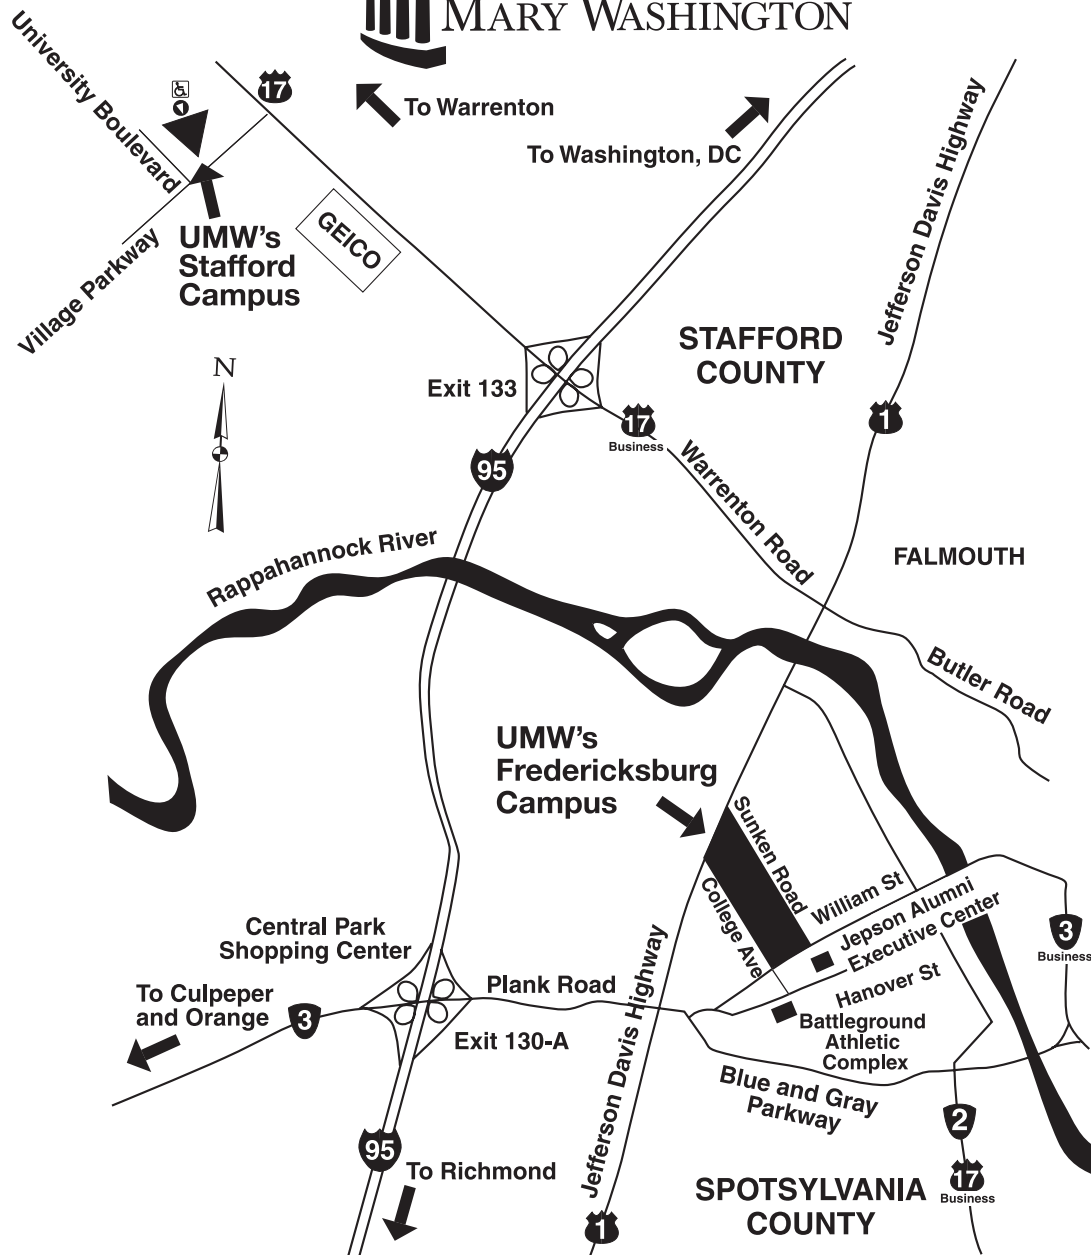 MARY WASHINGTON
University Boulevard
17
To Warrenton
To Washington, DC
Jefferson Davis Highway
GEICO
UMW's
Stafford
Campus
Village Parkway
STAFFORD
COUNTY
N
Exit 133
17
Business
1
95
Warrenton Road
Rappahannock River
FALMOUTH
Butler Road
UMW's
Fredericksburg
Campus
Sunken Road
College Ave
William St
Jepson Alumni
Executive Center
3
Business
Central Park
Shopping Center
Plank Road
Hanover St
To Culpeper
and Orange
3
Exit 130-A
Battleground
Athletic
Complex
Jefferson Davis Highway
Blue and Gray
Parkway
2
95
To Richmond
17
Business
SPOTSYLVANIA
COUNTY
1